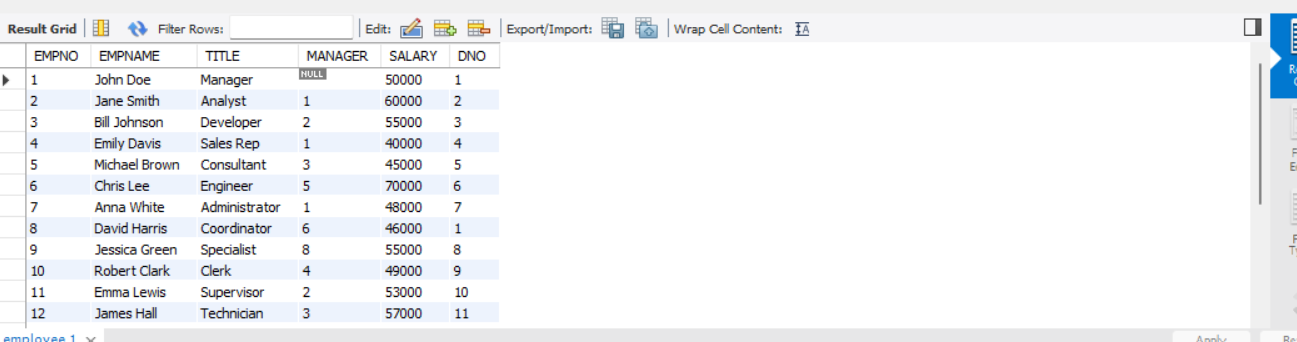 Result Grid Filter Rows: Edit: Export/Import: Wrap Cell Content:
EMPNO EMPNAME TITLE MANAGER SALARY DNO
1 John Doe Manager NULL 50000 1
2 Jane Smith Analyst 1 60000 2
3 Bill Johnson Developer 2 55000 3
4 Emily Davis Sales Rep 1 40000 4
5 Michael Brown Consultant 3 45000 5
6 Chris Lee Engineer 5 70000 6
7 Anna White Administrator 1 48000 7
8 David Harris Coordinator 6 46000 1
9 Jessica Green Specialist 8 55000 8
10 Robert Clark Clerk 4 49000 9
11 Emma Lewis Supervisor 2 53000 10
12 James Hall Technician 3 57000 11
employee 1 Apply